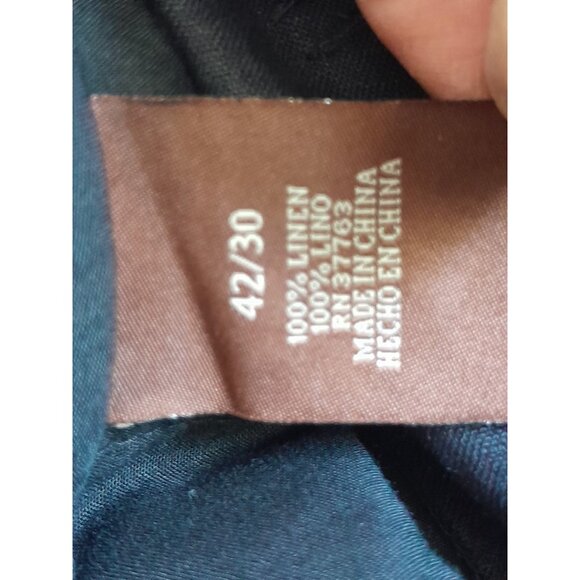 42/30
100% LINEN
100% LINO
RN 37763
MADE IN CHINA
HECHO EN CHINA